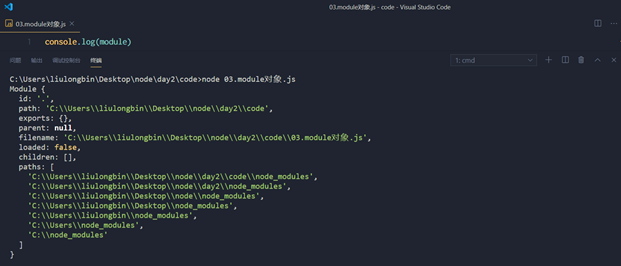 03.module对象.js - code - Visual Studio Code
03.module对象.js ×
1 console.log(module)
问题 输出 调试控制台 终端 1: cmd
C:\Users\liulongbin\Desktop\node\day2\code>node 03.module对象.js
Module {
  id: '.',
  path: 'C:\\Users\\liulongbin\\Desktop\\node\\day2\\code',
  exports: {},
  parent: null,
  filename: 'C:\\Users\\liulongbin\\Desktop\\node\\day2\\code\\03.module对象.js',
  loaded: false,
  children: [],
  paths: [
    'C:\\Users\\liulongbin\\Desktop\\node\\day2\\code\\node_modules',
    'C:\\Users\\liulongbin\\Desktop\\node\\day2\\node_modules',
    'C:\\Users\\liulongbin\\Desktop\\node\\node_modules',
    'C:\\Users\\liulongbin\\Desktop\\node_modules',
    'C:\\Users\\liulongbin\\node_modules',
    'C:\\Users\\node_modules',
    'C:\\node_modules'
  ]
}